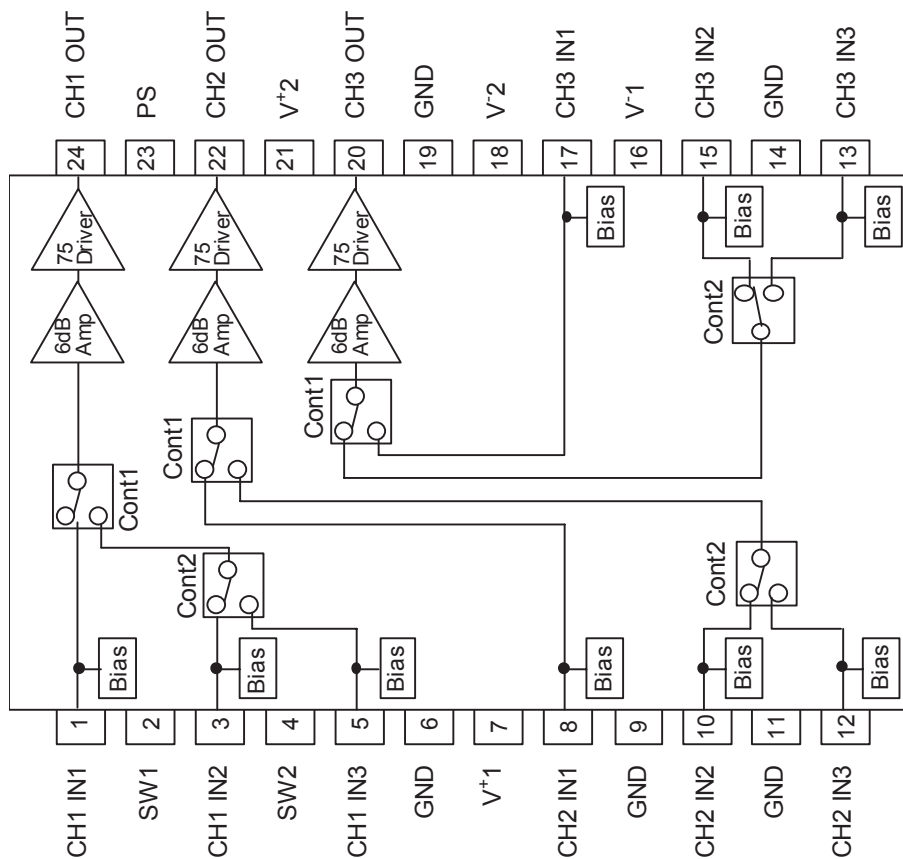 CH1 OUT
PS
CH2 OUT
V+2
CH3 OUT
GND
V-2
CH3 IN1
V-1
CH3 IN2
GND
CH3 IN3
24
23
22
21
20
19
18
17
16
15
14
13
75
Driver
75
Driver
75
Driver
Bias
Bias
Bias
6dB
Amp
6dB
Amp
6dB
Amp
Cont2
Cont1
Cont1
Cont1
Cont2
Cont2
Bias
Bias
Bias
Bias
Bias
Bias
1
2
3
4
5
6
7
8
9
10
11
12
CH1 IN1
SW1
CH1 IN2
SW2
CH1 IN3
GND
V+1
CH2 IN1
GND
CH2 IN2
GND
CH2 IN3